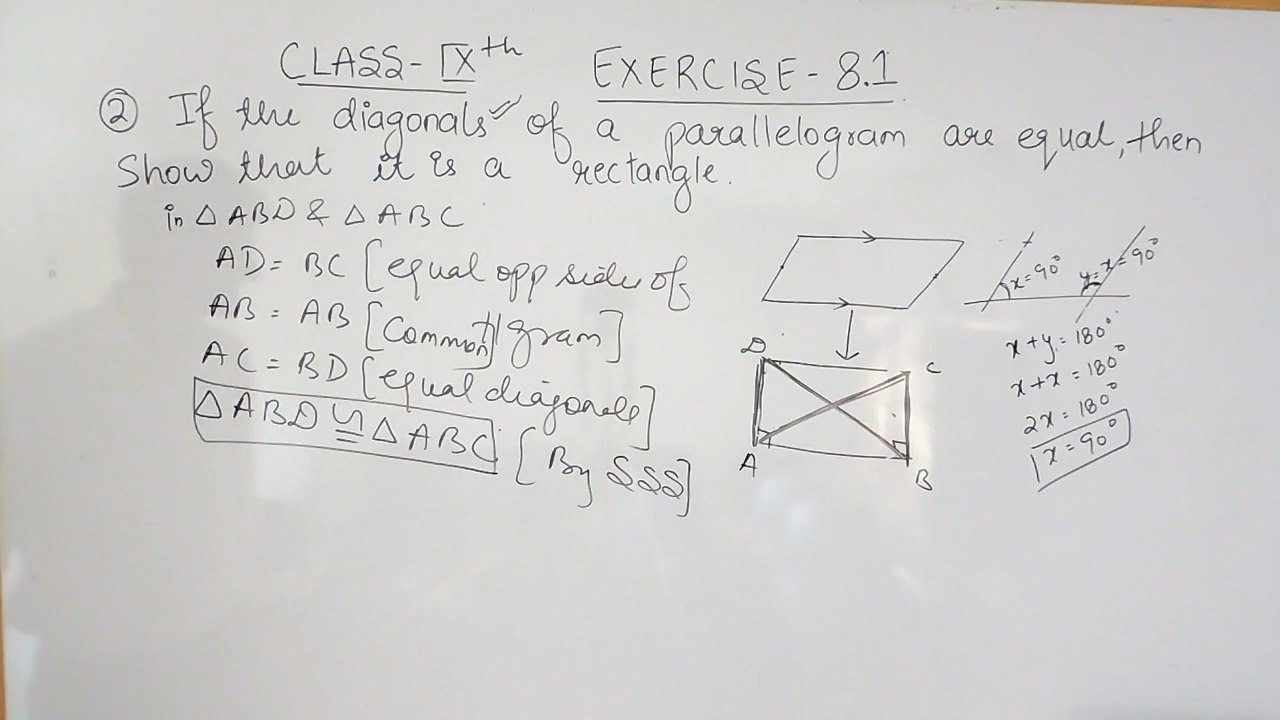 CLASS- IXth EXERCISE- 8.1
② If the diagonals of a parallelogram are equal, then
Show that it is a rectangle.
in △ ABD & △ ABC
AD = BC [equal opp side of
AB = AB [Common] ||gram]
AC = BD [equal diagonals]
△ ABD ≅ △ ABC [By SSS]
x=90°
y=x=90°
x+y=180°
x+x=180°
2x=180°
x=90°
D
C
A
B